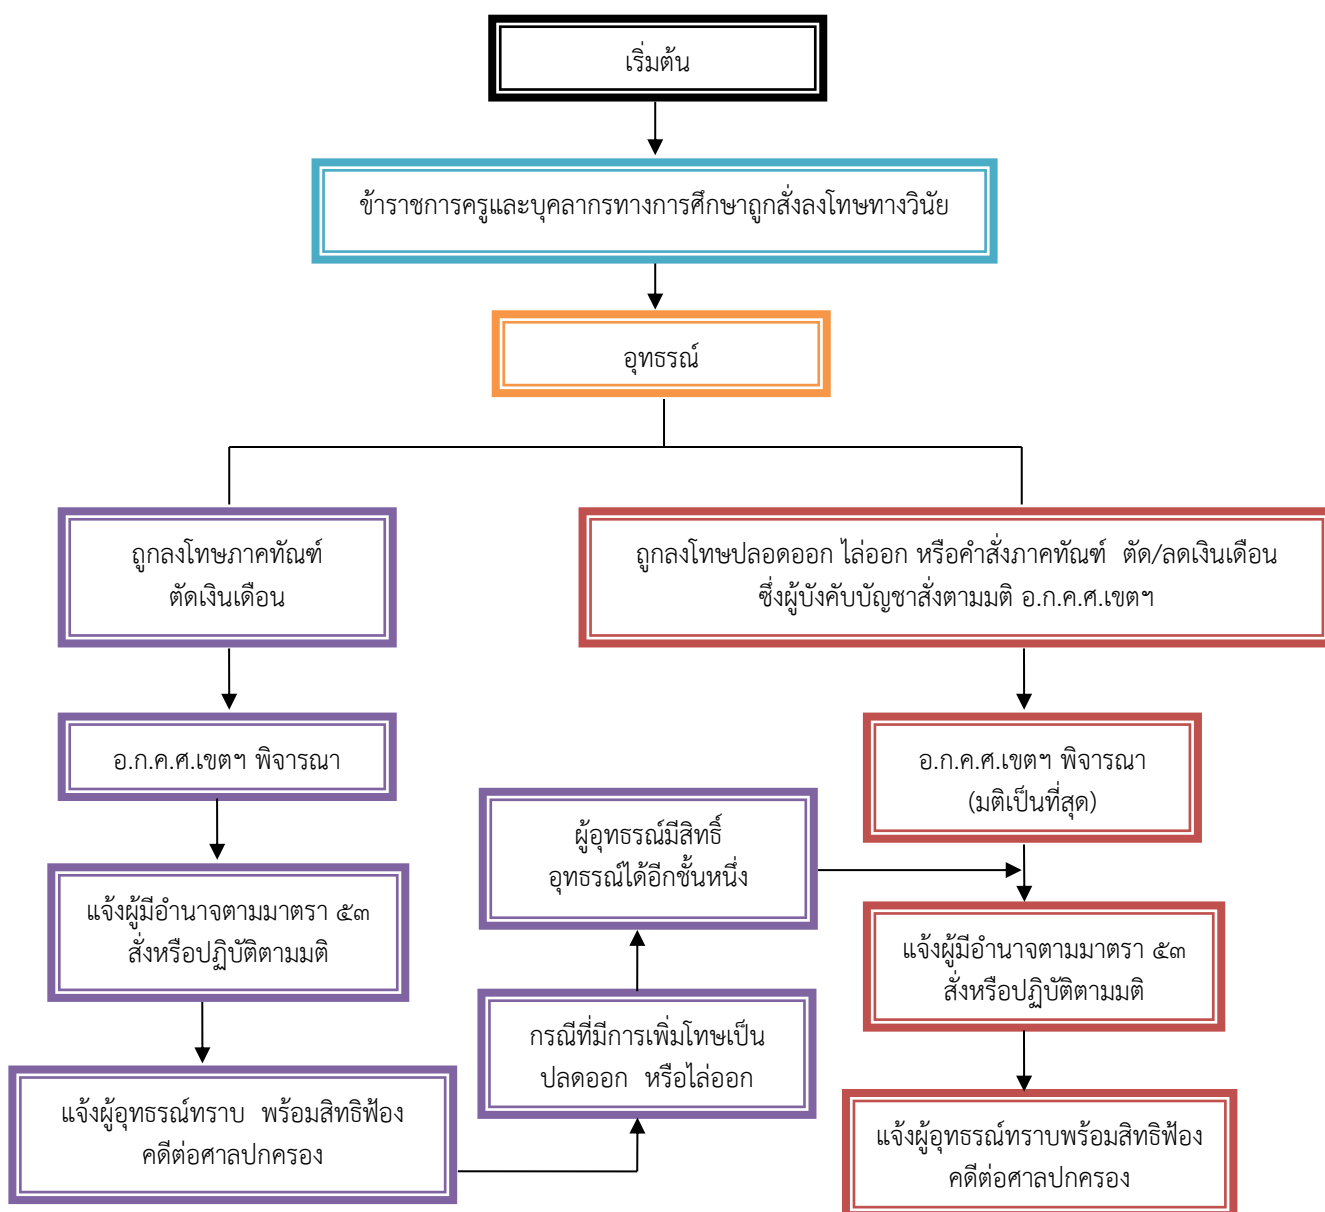 เริ่มต้น
ข้าราชการครูและบุคลากรทางการศึกษาถูกสั่งลงโทษทางวินัย
อุทธรณ์
ถูกลงโทษภาคทัณฑ์
ตัดเงินเดือน
ถูกลงโทษปลอดออก ไล่ออก หรือคำสั่งภาคทัณฑ์ ตัด/ลดเงินเดือน
ซึ่งผู้บังคับบัญชาสั่งตามมติ อ.ก.ค.ศ.เขตฯ
อ.ก.ค.ศ.เขตฯ พิจารณา
อ.ก.ค.ศ.เขตฯ พิจารณา
(มติเป็นที่สุด)
ผู้อุทธรณ์มีสิทธิ์
อุทธรณ์ได้อีกชั้นหนึ่ง
แจ้งผู้มีอำนาจตามมาตรา ๕๓
สั่งหรือปฏิบัติตามมติ
แจ้งผู้มีอำนาจตามมาตรา ๕๓
สั่งหรือปฏิบัติตามมติ
กรณีที่มีการเพิ่มโทษเป็น
ปลดออก หรือไล่ออก
แจ้งผู้อุทธรณ์ทราบ พร้อมสิทธิฟ้อง
คดีต่อศาลปกครอง
แจ้งผู้อุทธรณ์ทราบพร้อมสิทธิฟ้อง
คดีต่อศาลปกครอง